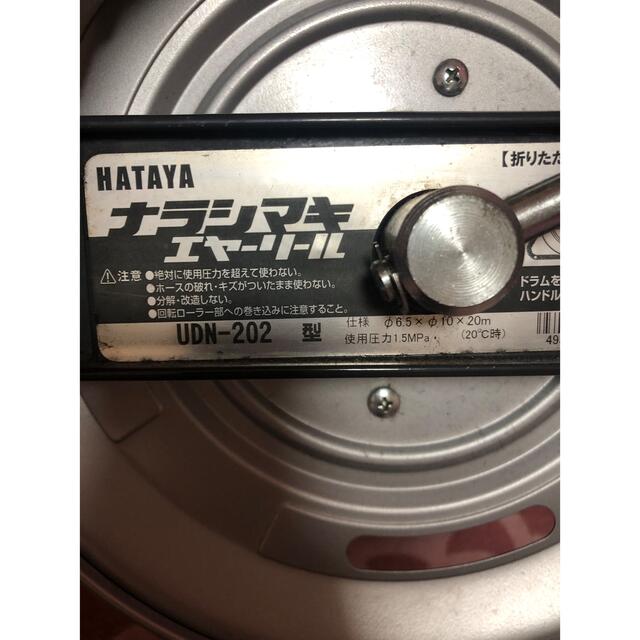 HATAYA
ナラシマキ
エヤーリール
⚠注意
●絶対に使用圧力を超えて使わない。
●ホースの破れ・キズがついたまま使わない。
●分解・改造しない。
●回転ローラー部への巻き込みに注意すること。
UDN-202 型
仕様 φ6.5×φ10×20m
使用圧力1.5MPa・ (20℃時)
【折りたた
ドラムを
ハンドル